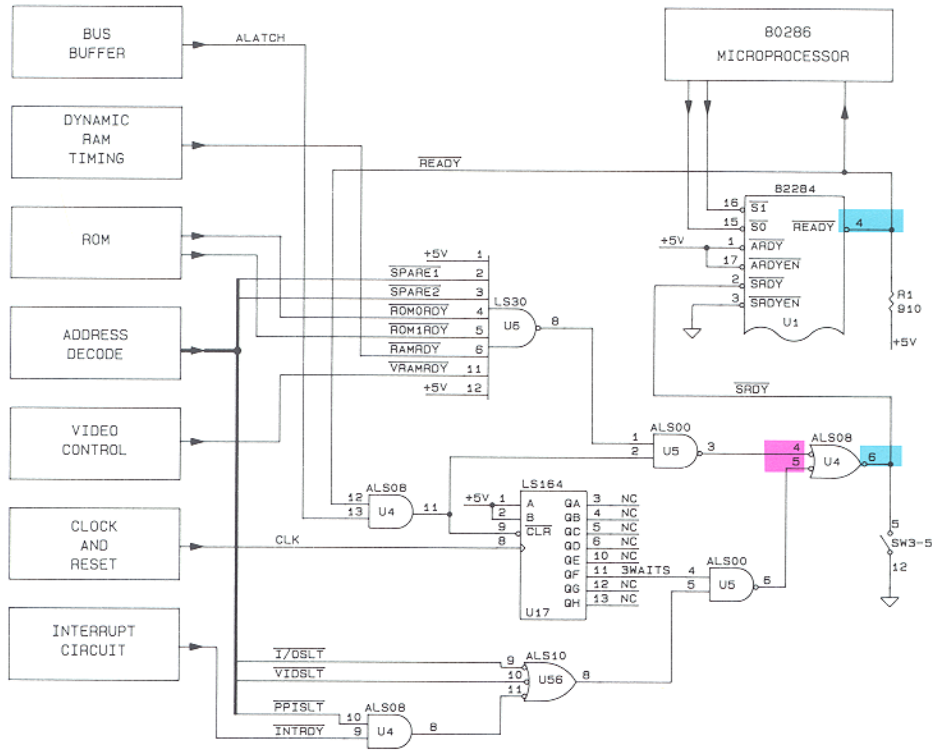 BUS
BUFFER
ALATCH
80286
MICROPROCESSOR
DYNAMIC
RAM
TIMING
READY
B2284
16 S1
READY 4
15 S0
+5V 1 ARDY
17 ARDYEN
2 SRDY
3 SRDYEN
U1
R1
910
+5V
ROM
+5V 1
SPARE1 2
SPARE2 3
LS30
ROM0RDY 4
U6 8
ROM1RDY 5
RAMRDY 6
VRAMRDY 11
+5V 12
ADDRESS
DECODE
SRDY
VIDEO
CONTROL
ALS00
1
2
U5 3
ALS08
4
5
U4 6
CLOCK
AND
RESET
CLK
ALS08
12
13
U4 11
LS164
+5V 1 A QA 3 NC
2 B QB 4 NC
9 CLR QC 5 NC
8 QD 6 NC
QE 10 NC
QF 11 3WAITS
QG 12 NC
QH 13 NC
U17
ALS00
4
5
U5 6
5
SW3-5
12
INTERRUPT
CIRCUIT
I/OSLT 9
ALS10
VIDSLT 10
U56 8
11
PPISLT 10
ALS08
INTRDY 9
U4 8